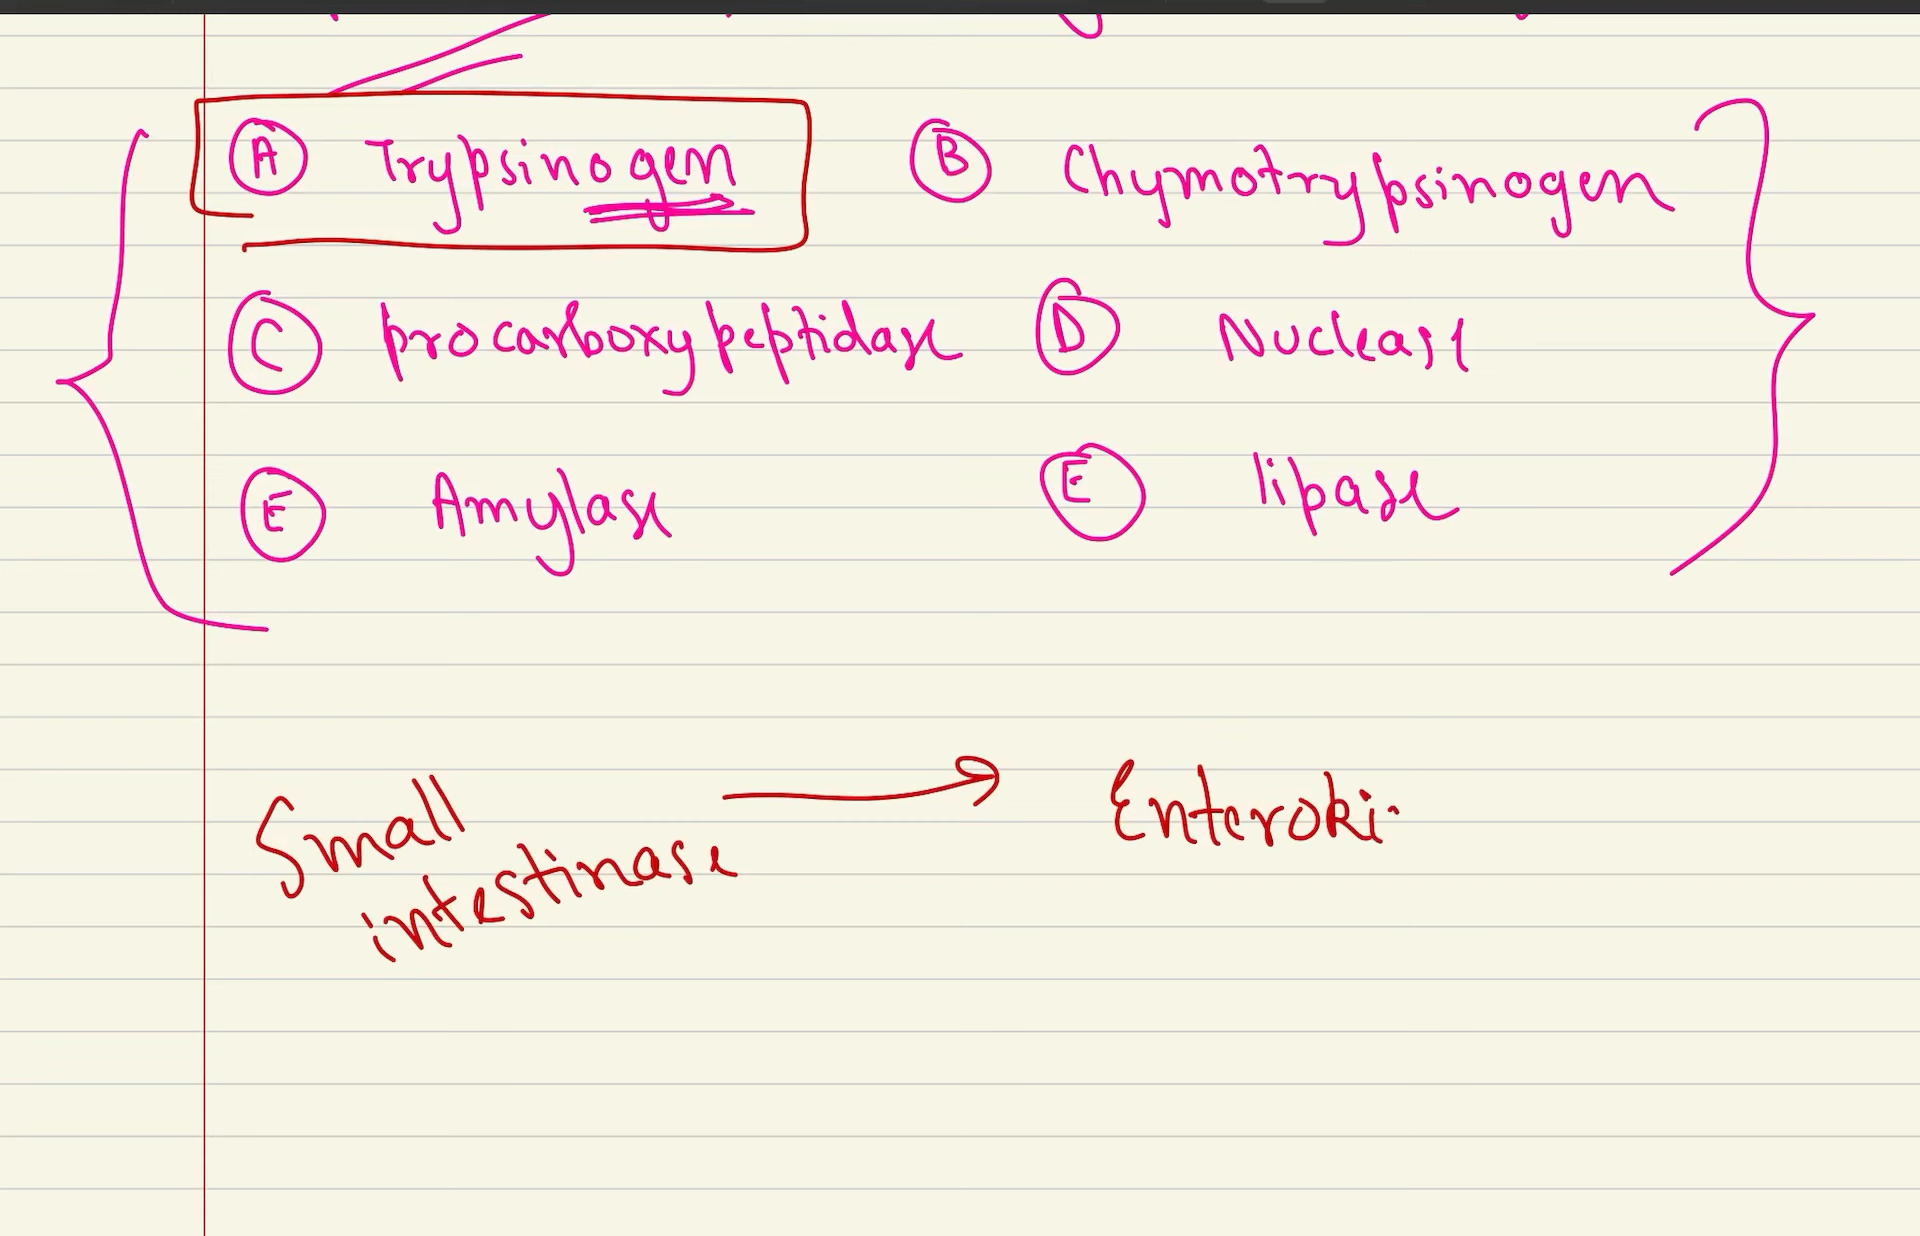 A Trypsinogen B Chymotrypsinogen
C procarboxypeptidase D Nuclease
E Amylase E lipase
Small intestinase → Enteroki